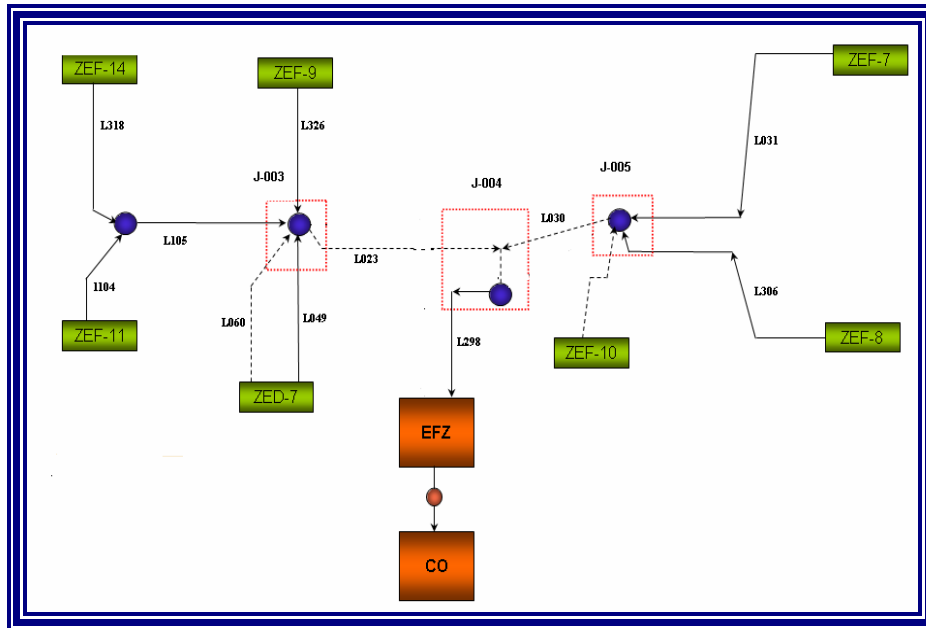 ZEF-14
ZEF-9
ZEF-7
L318
L326
L031
J-003
J-004
J-005
L105
L030
L023
l104
L060
L049
L306
ZEF-11
L298
ZEF-10
ZEF-8
ZED-7
EFZ
CO